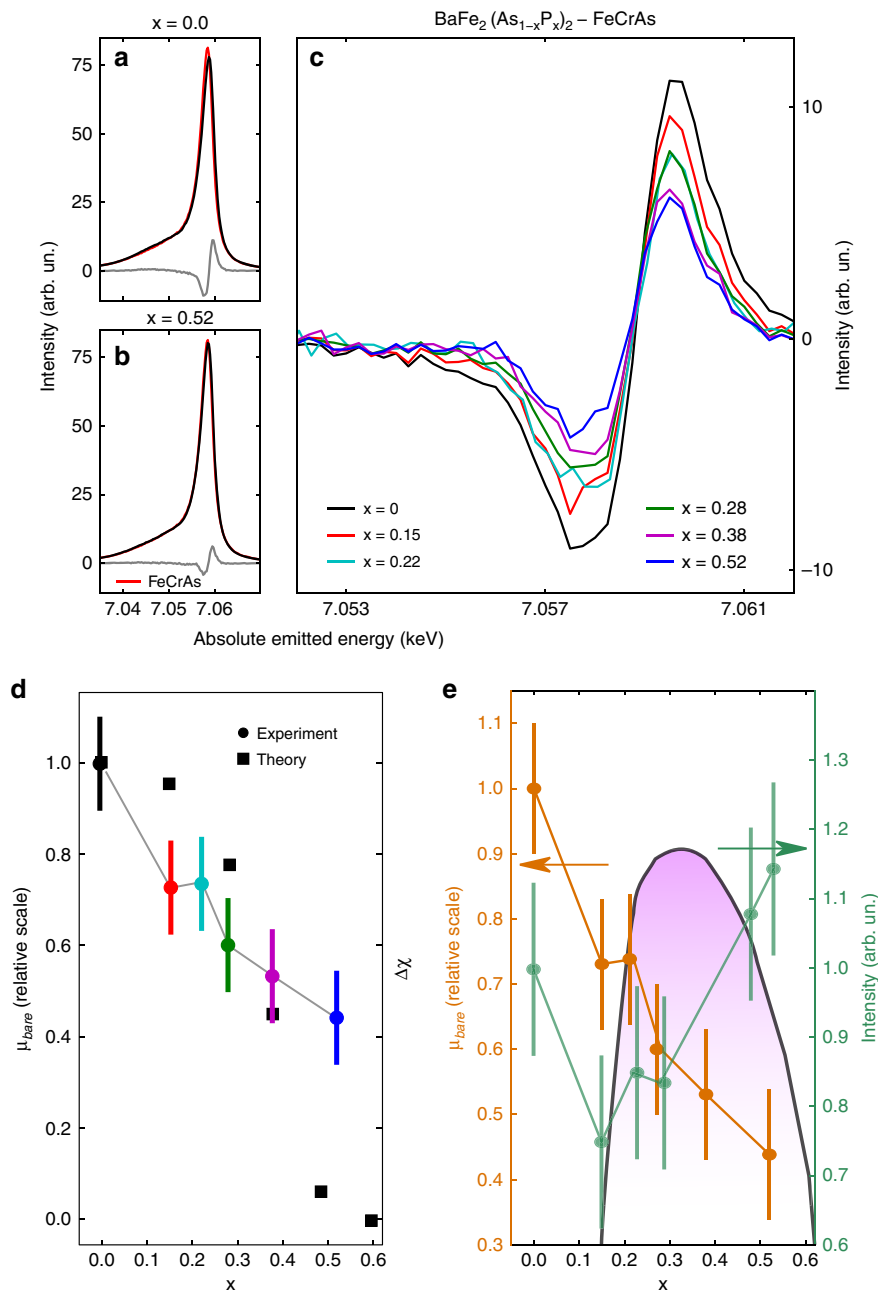 x = 0.0
a
75
50
25
0
x = 0.52
b
75
50
25
0
FeCrAs
7.04 7.05 7.06
Intensity (arb. un.)
BaFe2 (As1–xPx)2 – FeCrAs
c
10
0
–10
Intensity (arb. un.)
x = 0
x = 0.15
x = 0.22
x = 0.28
x = 0.38
x = 0.52
7.053 7.057 7.061
Absolute emitted energy (keV)
d
Experiment
Theory
1.0
0.8
0.6
0.4
0.2
0.0
μbare (relative scale)
0.0 0.1 0.2 0.3 0.4 0.5 0.6
x
Δχ
e
1.1
1.0
0.9
0.8
0.7
0.6
0.5
0.4
0.3
μbare (relative scale)
1.3
1.2
1.1
1.0
0.9
0.8
0.7
0.6
Intensity (arb. un.)
0.0 0.1 0.2 0.3 0.4 0.5 0.6
x